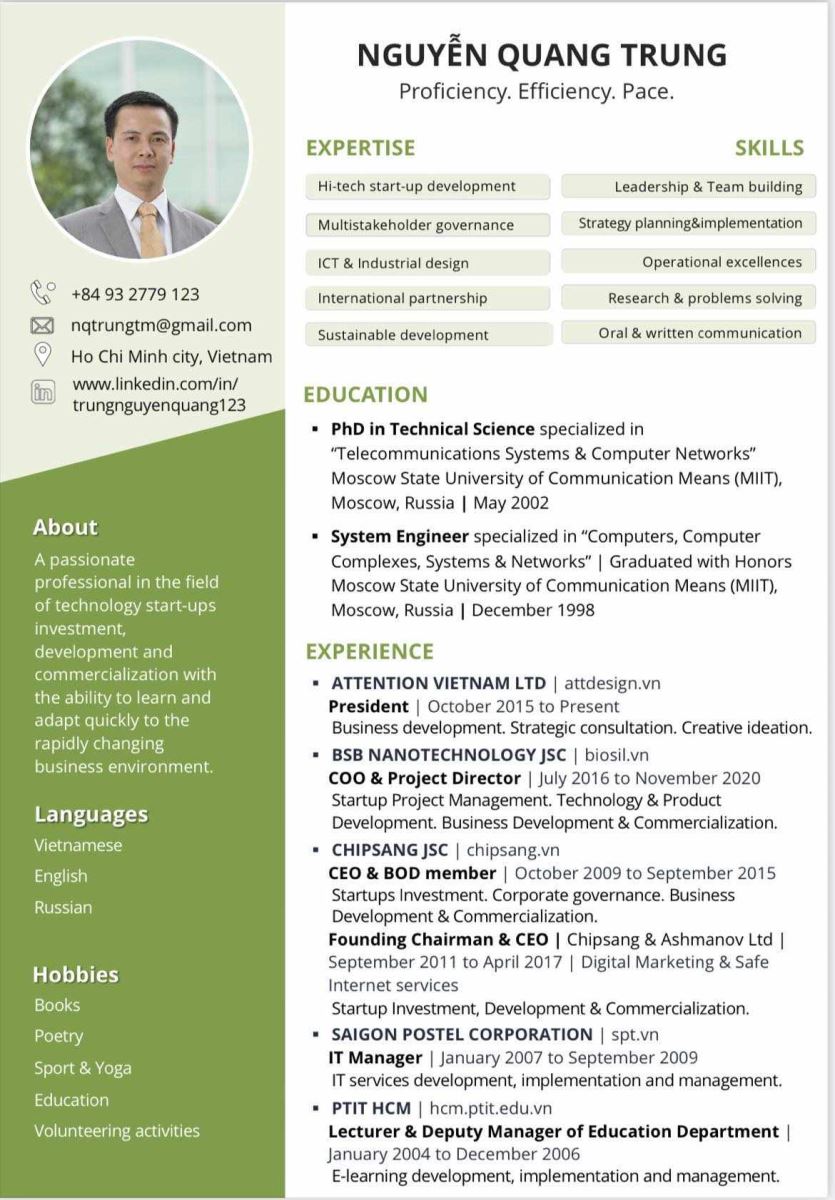 NGUYỄN QUANG TRUNG
Proficiency. Efficiency. Pace.
+84 93 2779 123
nqtrungtm@gmail.com
Ho Chi Minh city, Vietnam
in
www.linkedin.com/in/
trungnguyenquang123
About
A passionate
professional in the field
of technology start-ups
investment,
development and
commercialization with
the ability to learn and
adapt quickly to the
rapidly changing
business environment.
Languages
Vietnamese
English
Russian
Hobbies
Books
Poetry
Sport & Yoga
Education
Volunteering activities
EXPERTISE
Hi-tech start-up development
Multistakeholder governance
ICT & Industrial design
International partnership
Sustainable development
SKILLS
Leadership & Team building
Strategy planning&implementation
Operational excellences
Research & problems solving
Oral & written communication
EDUCATION
▪ PhD in Technical Science specialized in
“Telecommunications Systems & Computer Networks”
Moscow State University of Communication Means (MIIT),
Moscow, Russia | May 2002
▪ System Engineer specialized in “Computers, Computer
Complexes, Systems & Networks” | Graduated with Honors
Moscow State University of Communication Means (MIIT),
Moscow, Russia | December 1998
EXPERIENCE
▪ ATTENTION VIETNAM LTD | attdesign.vn
President | October 2015 to Present
Business development. Strategic consultation. Creative ideation.
▪ BSB NANOTECHNOLOGY JSC | biosil.vn
COO & Project Director | July 2016 to November 2020
Startup Project Management. Technology & Product
Development. Business Development & Commercialization.
▪ CHIPSANG JSC | chipsang.vn
CEO & BOD member | October 2009 to September 2015
Startups Investment. Corporate governance. Business
Development & Commercialization.
Founding Chairman & CEO | Chipsang & Ashmanov Ltd |
September 2011 to April 2017 | Digital Marketing & Safe
Internet services
Startup Investment, Development & Commercialization.
▪ SAIGON POSTEL CORPORATION | spt.vn
IT Manager | January 2007 to September 2009
IT services development, implementation and management.
▪ PTIT HCM | hcm.ptit.edu.vn
Lecturer & Deputy Manager of Education Department |
January 2004 to December 2006
E-learning development, implementation and management.